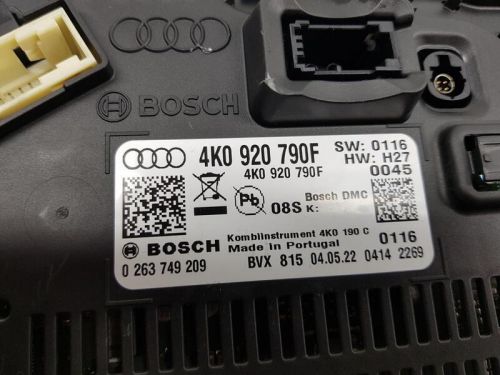 BOSCH
4K0 920 790F
SW: 0116
4K0 920 790F
HW: H27
0045
Pb
08S K:
Bosch DMC
BOSCH
Kombiinstrument 4K0 190 C
Made in Portugal
0116
0 263 749 209
BVX 815 04.05.22 0414 2269